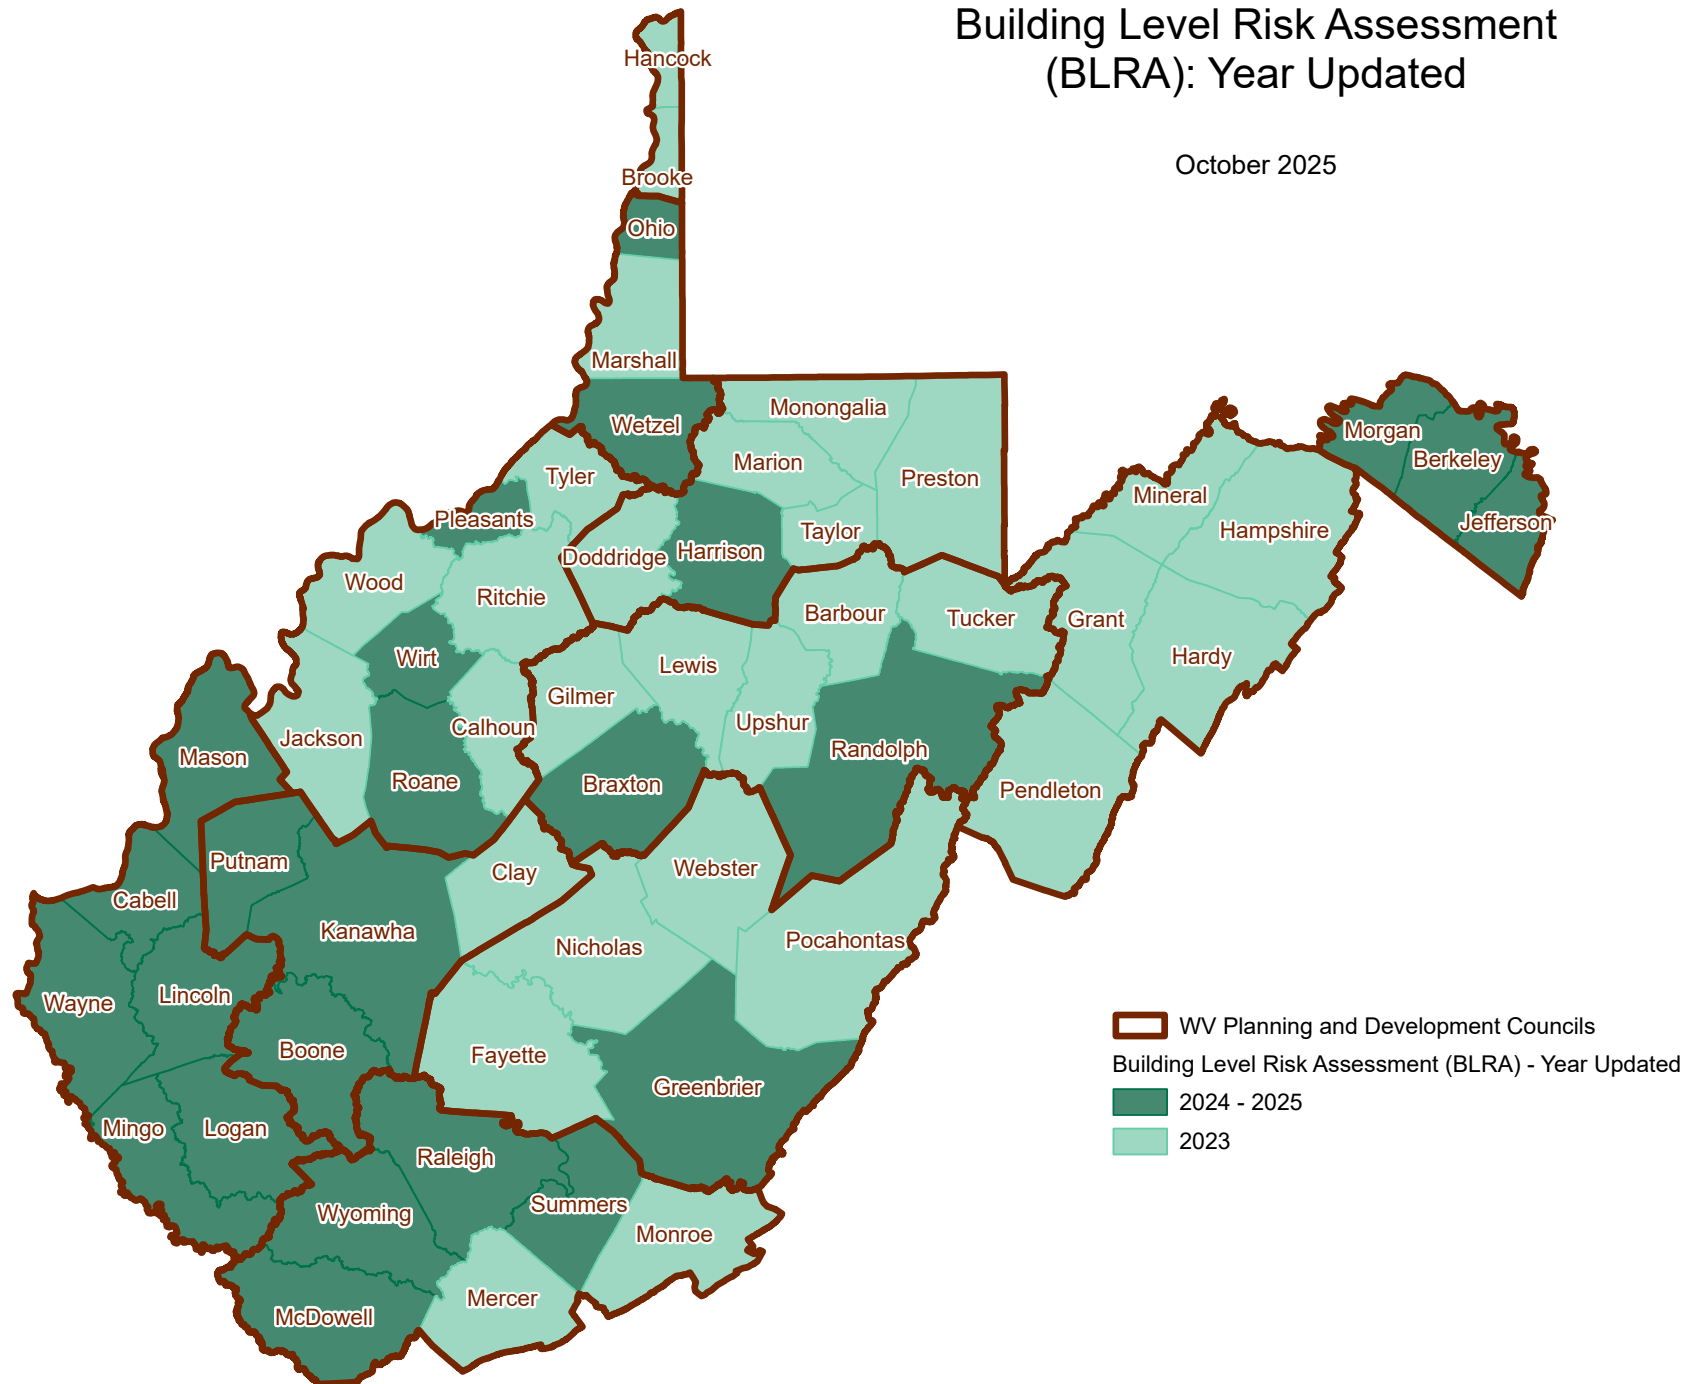 Building Level Risk Assessment
(BLRA): Year Updated
October 2025
Hancock
Brooke
Ohio
Marshall
Wetzel
Monongalia
Marion
Preston
Tyler
Pleasants
Taylor
Doddridge
Harrison
Wood
Ritchie
Barbour
Tucker
Grant
Mineral
Hampshire
Hardy
Morgan
Berkeley
Jefferson
Wirt
Lewis
Gilmer
Upshur
Calhoun
Jackson
Randolph
Mason
Roane
Braxton
Pendleton
Putnam
Clay
Webster
Cabell
Kanawha
Nicholas
Pocahontas
Lincoln
Wayne
Boone
Fayette
Greenbrier
Mingo
Logan
Raleigh
Summers
Wyoming
Monroe
Mercer
McDowell
WV Planning and Development Councils
Building Level Risk Assessment (BLRA) - Year Updated
2024 - 2025
2023